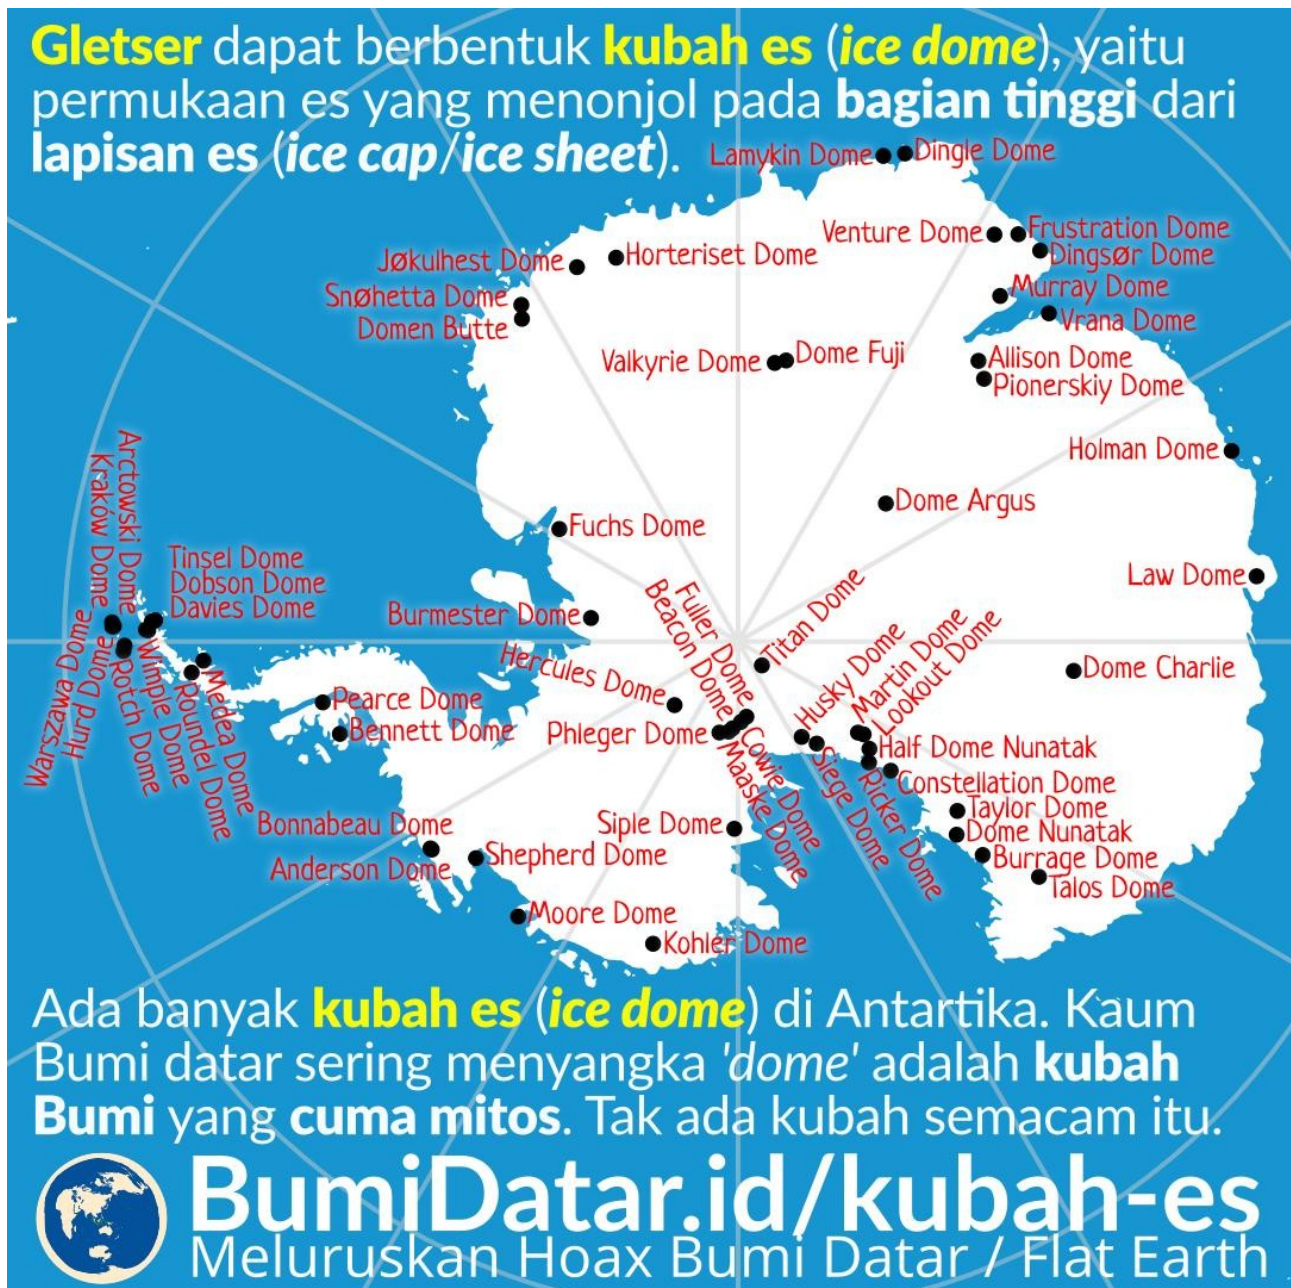 Gletser dapat berbentuk kubah es (ice dome), yaitu
permukaan es yang menonjol pada bagian tinggi dari
lapisan es (ice cap/ice sheet).
Lamykin Dome
Dingle Dome
Venture Dome
Frustration Dome
Dingsør Dome
Jøkulhest Dome
Horteriset Dome
Snøhetta Dome
Domen Butte
Murray Dome
Vrana Dome
Valkyrie Dome
Dome Fuji
Allison Dome
Pionerskiy Dome
Holman Dome
Dome Argus
Fuchs Dome
Law Dome
Arctowski Dome
Kraków Dome
Tinsel Dome
Dobson Dome
Davies Dome
Burmester Dome
Fuller Dome
Beacon Dome
Titan Dome
Husky Dome
Martin Dome
Lookout Dome
Hercules Dome
Dome Charlie
Warszawa Dome
Hurd Dome
Rotch Dome
Wimple Dome
Roundel Dome
Medea Dome
Pearce Dome
Bennett Dome
Phleger Dome
Cowie Dome
Maaske Dome
Siege Dome
Ricker Dome
Half Dome Nunatak
Constellation Dome
Taylor Dome
Dome Nunatak
Burrage Dome
Talos Dome
Bonnabeau Dome
Anderson Dome
Shepherd Dome
Siple Dome
Moore Dome
Kohler Dome
Ada banyak kubah es (ice dome) di Antartika. Kaum
Bumi datar sering menyangka 'dome' adalah kubah
Bumi yang cuma mitos. Tak ada kubah semacam itu.
BumiDatar.id/kubah-es
Meluruskan Hoax Bumi Datar / Flat Earth